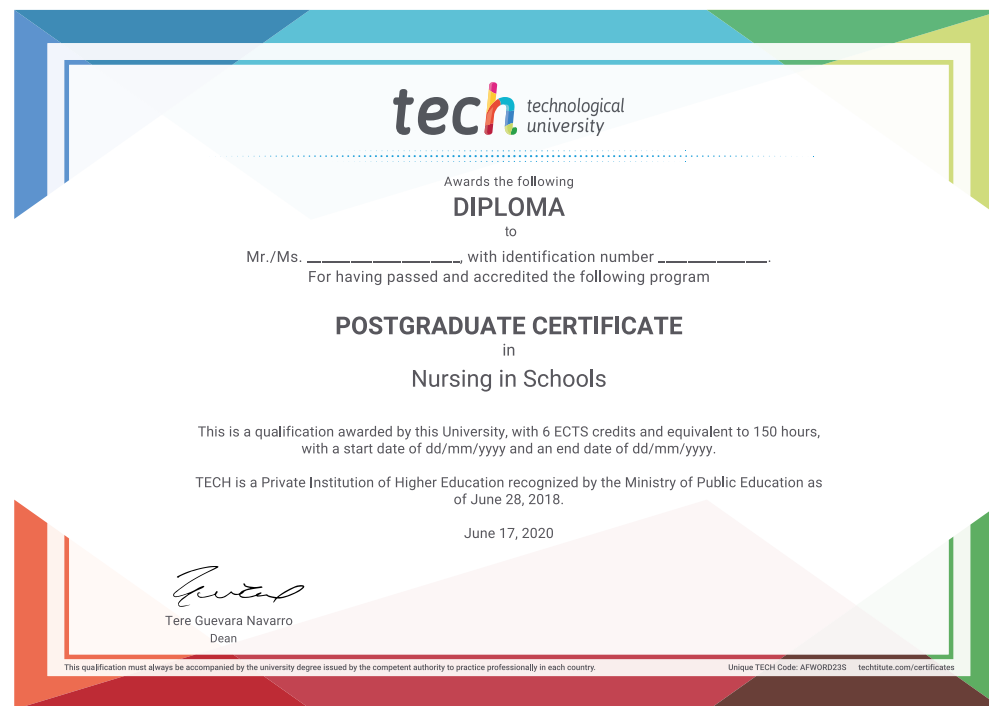 tech technological
university
Awards the following
DIPLOMA
to
Mr./Ms. _____________________, with identification number _______________.
For having passed and accredited the following program
POSTGRADUATE CERTIFICATE
in
Nursing in Schools
This is a qualification awarded by this University, with 6 ECTS credits and equivalent to 150 hours,
with a start date of dd/mm/yyyy and an end date of dd/mm/yyyy.
TECH is a Private Institution of Higher Education recognized by the Ministry of Public Education as
of June 28, 2018.
June 17, 2020
Tere Guevara Navarro
Dean
This qualification must always be accompanied by the university degree issued by the competent authority to practice professionally in each country. Unique TECH Code: AFWORD23S techtitute.com/certificates